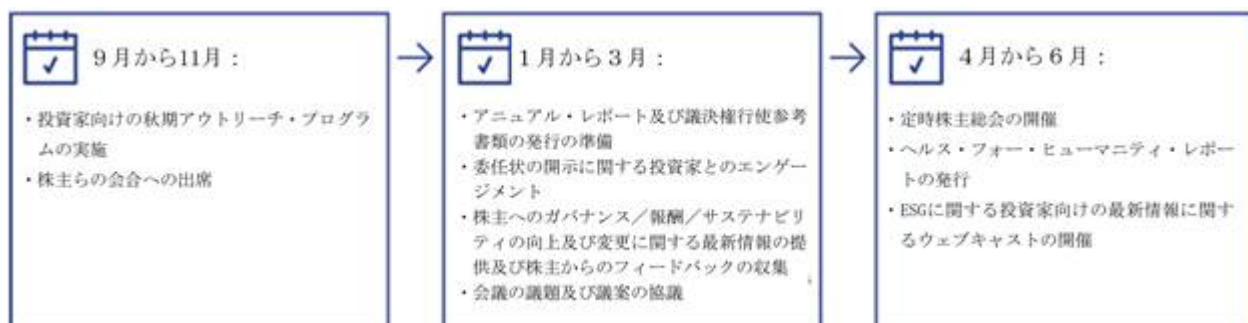 9月から11月：
・投資家向けの秋期アウトリーチ・プログラ
ムの実施
・株主らの会合への出席
1月から3月：
・アニュアル・レポート及び議決権行使参考
書類の発行の準備
・委任状の開示に関する投資家とのエンゲー
ジメント
・株主へのガバナンス／報酬／サステナビリ
ティの向上及び変更に関する最新情報の提
供及び株主からのフィードバックの収集
・会議の議題及び議案の協議
4月から6月：
・定時株主総会の開催
・ヘルス・フォー・ヒューマニティ・レポー
トの発行
・ESGに関する投資家向けの最新情報に関す
るウェブキャストの開催